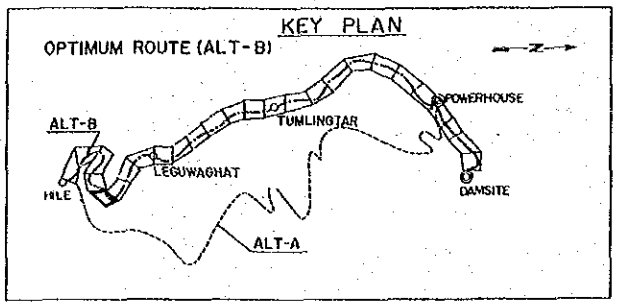 KEY PLAN
OPTIMUM ROUTE (ALT-B)
N
POWERHOUSE
TUMLINGTAR
ALT-B
LEGUWAGHAT
HILE
DAMSITE
ALT-A